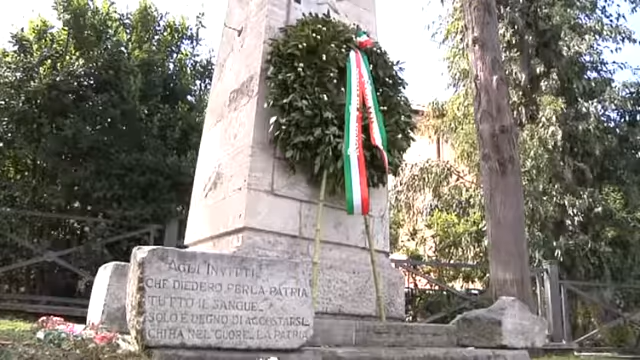 AGLI INVITTI
CHE DIEDERO PER LA PATRIA
TUTTO IL SANGUE
SOLO È DEGNO DI ACCOSTARSI
CHI HA NEL CUORE LA PATRIA